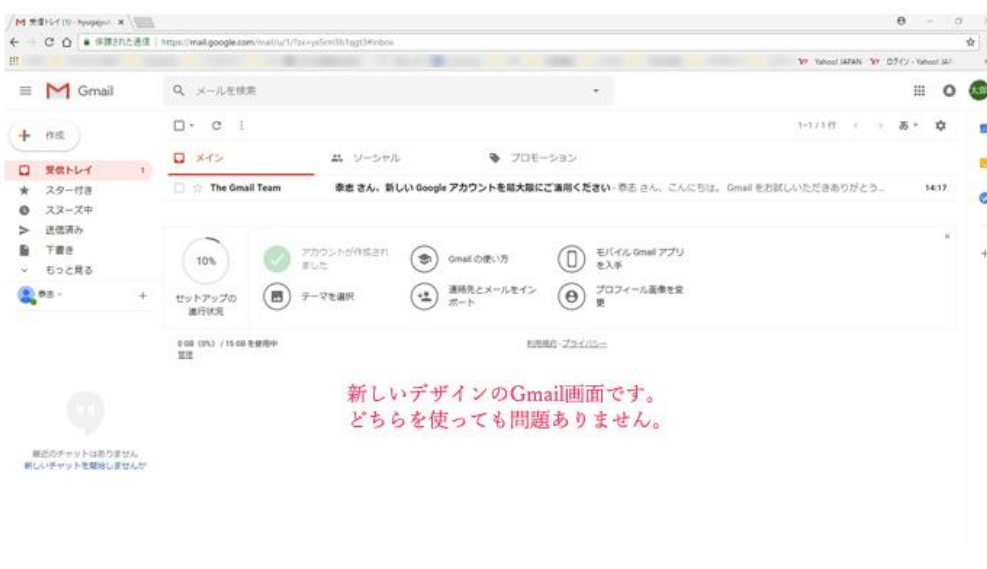 M 受信トレイ (1) -
保護された通信 | https://mail.google.com/mail/u/1/
Yahoo! JAPAN ログイン - Yahoo! JAP
Gmail
メールを検索
太郎
作成
1-1 / 1 行
あ
受信トレイ 1
メイン ソーシャル プロモーション
スター付き
The Gmail Team さん、新しい Google アカウントを最大限にご活用ください - さん、こんにちは。 Gmail をお試しいただきありがとう... 14:17
スヌーズ中
送信済み
下書き
もっと見る
10%
セットアップの
進行状況
アカウントが作成され
ました
Gmail の使い方
モバイル Gmail アプリ
を入手
テーマを選択
連絡先とメールをイン
ポート
プロフィール画像を変
更
0 GB (0%) / 15 GB を使用中
管理
利用規約 - プライバシー
新しいデザインのGmail画面です。
どちらを使っても問題ありません。
最近のチャットはありません
新しいチャットを開始しませんか